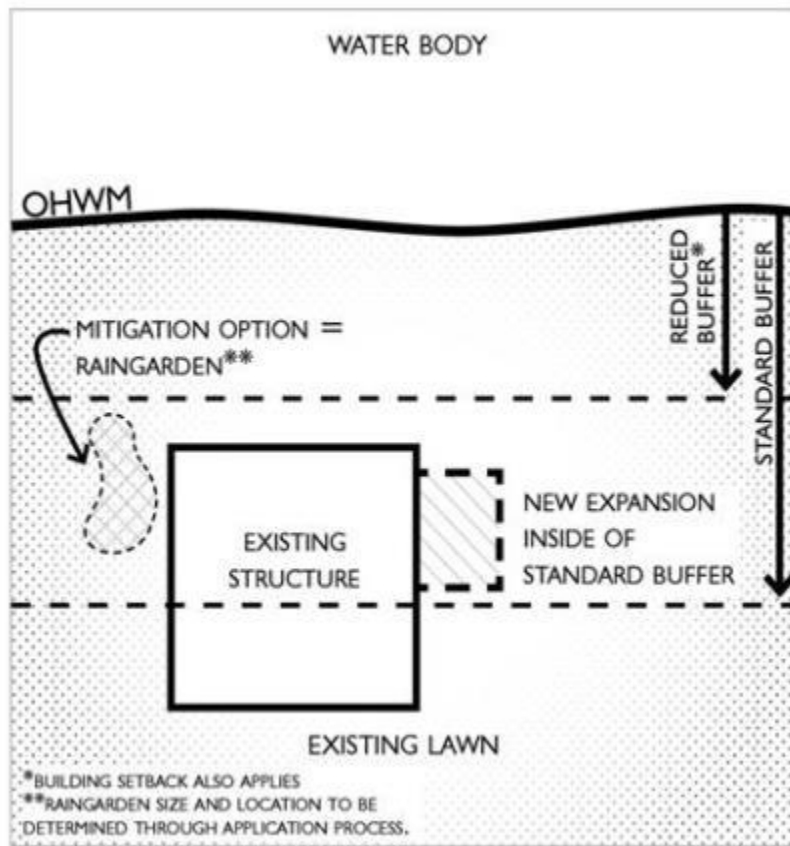 WATER BODY
OHWM
REDUCED
BUFFER*
STANDARD BUFFER
MITIGATION OPTION =
RAINGARDEN**
EXISTING
STRUCTURE
NEW EXPANSION
INSIDE OF
STANDARD BUFFER
EXISTING LAWN
*BUILDING SETBACK ALSO APPLIES
**RAINGARDEN SIZE AND LOCATION TO BE
DETERMINED THROUGH APPLICATION PROCESS.